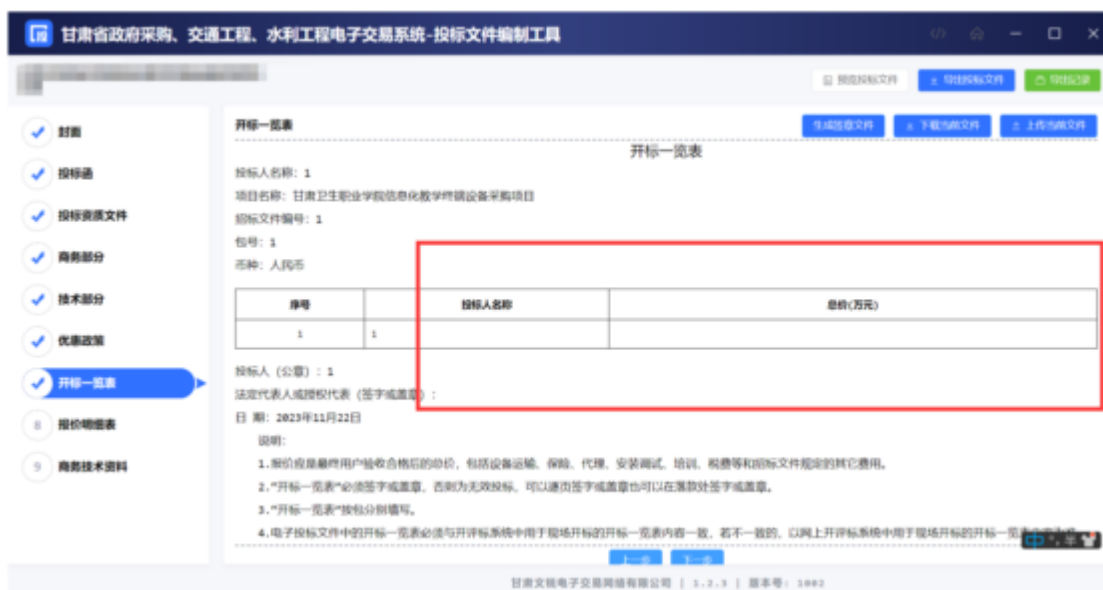 甘肃省政府采购、交通工程、水利工程电子交易系统-投标文件编制工具
预览投标文件 导出投标文件 导出记录
封面
投标函
投标资质文件
商务部分
技术部分
优惠政策
开标一览表
8 报价明细表
9 商务技术资料
开标一览表 生成签章文件 下载当前文件 上传当前文件
开标一览表
投标人名称: 1
项目名称: 甘肃卫生职业学院信息化教学终端设备采购项目
招标文件编号: 1
包号: 1
币种: 人民币
序号 投标人名称 总价(万元)
1 1
投标人 (公章) : 1
法定代表人或授权代表 (签字或盖章) :
日 期: 2023年11月22日
说明:
1.报价应是最终用户验收合格后的总价, 包括设备运输、保险、代理、安装调试、培训、税费等和招标文件规定的其它费用。
2."开标一览表"必须签字或盖章, 否则为无效投标, 可以逐页签字或盖章也可以在落款处签字或盖章。
3."开标一览表"按包分别填写。
4.电子投标文件中的开标一览表必须与开评标系统中用于现场开标的开标一览表内容一致, 若不一致的, 以网上开评标系统中用于现场开标的开标一览
上一步 下一步
中 半
甘肃文锐电子交易网络有限公司 | 1.2.3 | 版本号: 1002